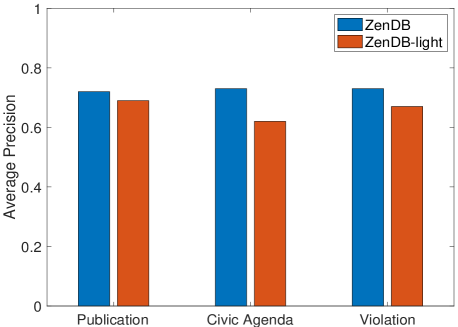 1
0.8
0.6
0.4
0.2
0
Average Precision
ZenDB
ZenDB-light
Publication
Civic Agenda
Violation